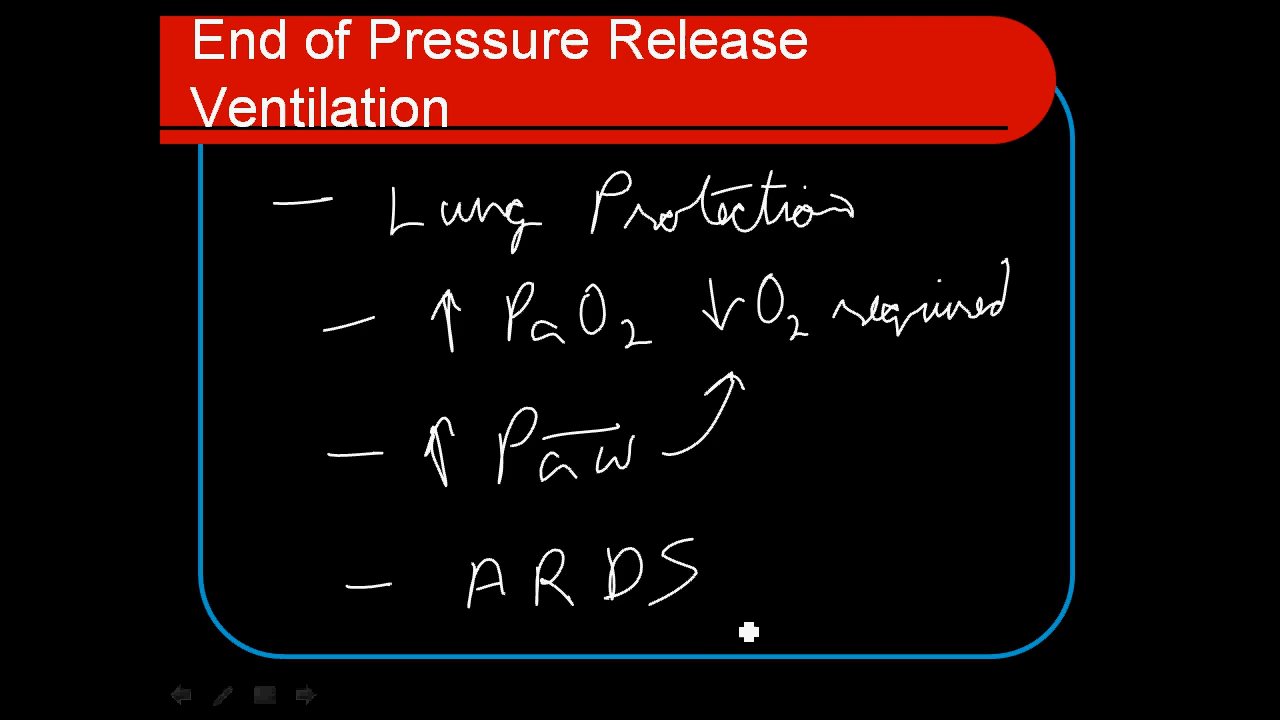 End of Pressure Release
Ventilation
- Lung Protection
- ↑ PaO2 ↓ O2 required
- ↑ Paw
- ARDS